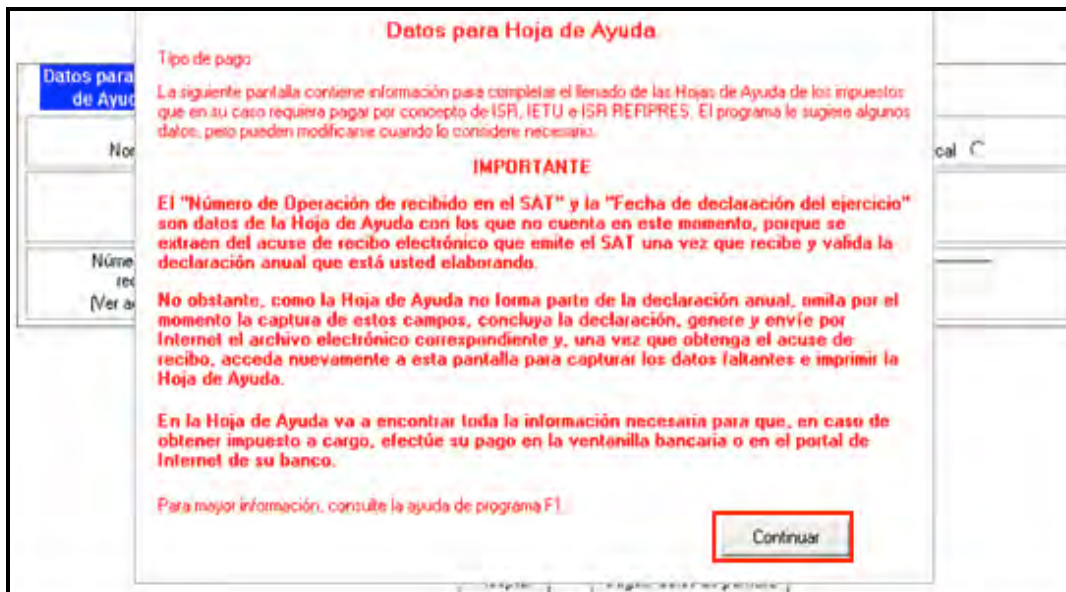 Datos para Hoja de Ayuda.
Tipo de pago
Datos para
de Ayuc
La siguiente pantalla contiene información para completar el llenado de las Hojas de Ayuda de los impuestos
que en su caso requiera pagar por concepto de ISR, IETU e ISR REFIPRES. El programa le sugiere algunos
datos, pero pueden modificarse cuando lo considere necesario.
Nor
cal
IMPORTANTE
El "Número de Operación de recibido en el SAT" y la "Fecha de declaración del ejercicio"
son datos de la Hoja de Ayuda con los que no cuenta en este momento, porque se
extraen del acuse de recibo electrónico que emite el SAT una vez que recibe y valida la
declaración anual que está usted elaborando.
Núme
rec
(Ver a
No obstante, como la Hoja de Ayuda no forma parte de la declaración anual, omita por el
momento la captura de estos campos, concluya la declaración, genere y envíe por
Internet el archivo electrónico correspondiente y, una vez que obtenga el acuse de
recibo, acceda nuevamente a esta pantalla para capturar los datos faltantes e imprimir la
Hoja de Ayuda.
En la Hoja de Ayuda va a encontrar toda la información necesaria para que, en caso de
obtener impuesto a cargo, efectúe su pago en la ventanilla bancaria o en el portal de
Internet de su banco.
Para mayor información, consulte la ayuda de programa F1.
Continuar